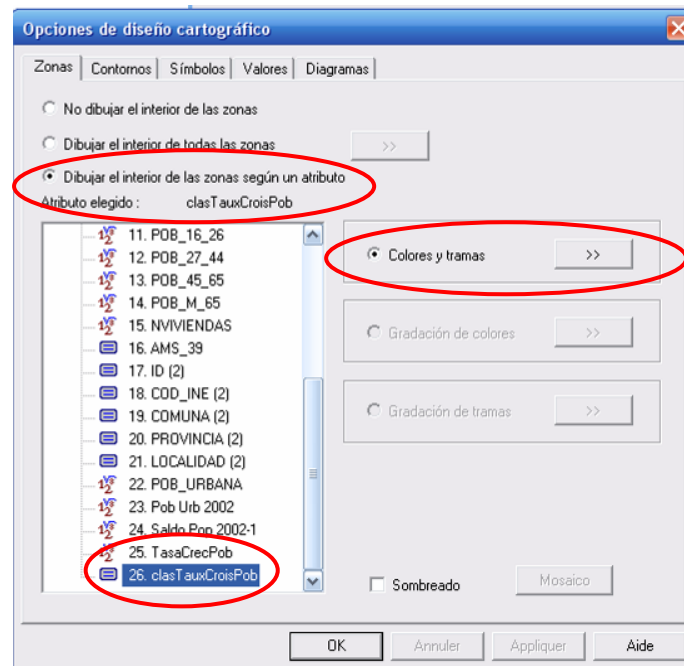 Opciones de diseño cartográfico
Zonas Contornos Símbolos Valores Diagramas
No dibujar el interior de las zonas
Dibujar el interior de todas las zonas >>
Dibujar el interior de las zonas según un atributo
Atributo elegido : clasTauxCroisPob
11. POB_16_26
12. POB_27_44
13. POB_45_65
14. POB_M_65
15. NVIVIENDAS
16. AMS_39
17. ID (2)
18. COD_INE (2)
19. COMUNA (2)
20. PROVINCIA (2)
21. LOCALIDAD (2)
22. POB_URBANA
23. Pob Urb 2002
24. Saldo Pop 2002-1
25. TasaCrecPob
26. clasTauxCroisPob
Colores y tramas >>
Gradación de colores >>
Gradación de tramas >>
Sombreado Mosaico
OK Annuler Appliquer Aide